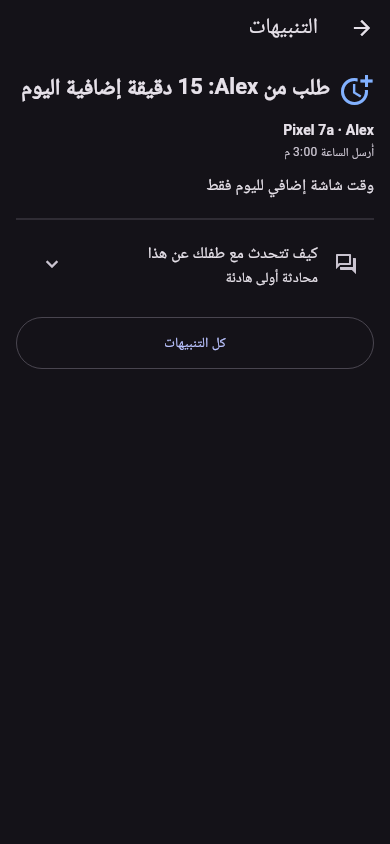 التنبيهات
طلب من Alex: 15 دقيقة إضافية اليوم
Pixel 7a · Alex
أُرسل الساعة 3:00 م
وقت شاشة إضافي لليوم فقط
كيف تتحدث مع طفلك عن هذا
محادثة أولى هادئة
كل التنبيهات